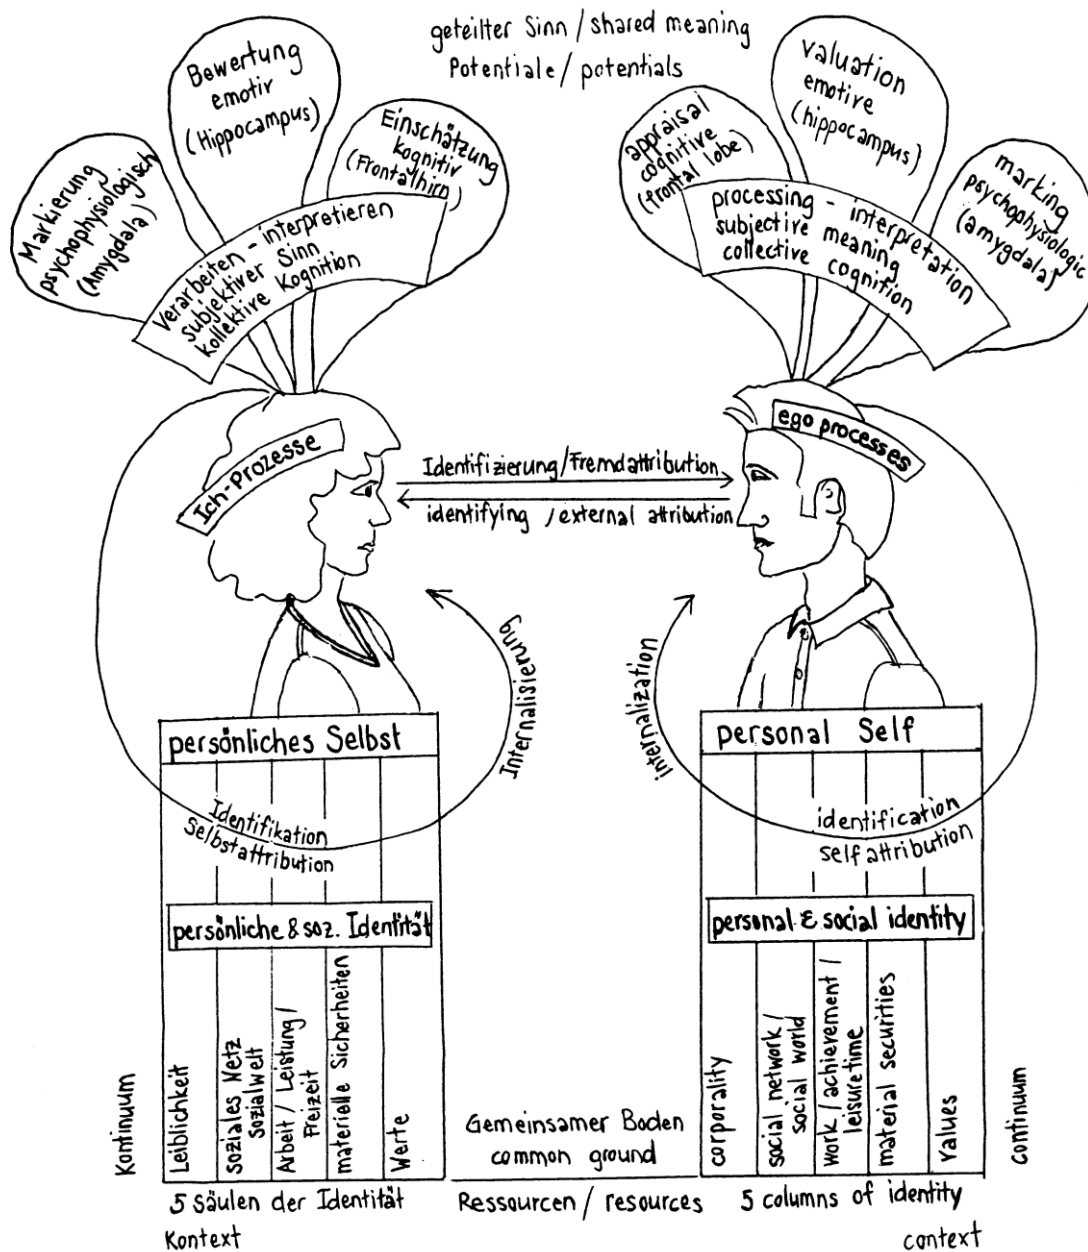 geteilter Sinn / shared meaning
Potentiale / potentials
Markierung
psychophysiologisch
(Amygdala)
Bewertung
emotiv
(Hippocampus)
Einschätzung
kognitiv
(Frontalhirn)
Verarbeiten - interpretieren
subjektiver Sinn
kollektive Kognition
appraisal
cognitive
(frontal lobe)
valuation
emotive
(hippocampus)
marking
psychophysiologic
(amygdala)
processing - interpretation
subjective meaning
collective cognition
Ich-Prozesse
ego processes
Identifizierung/Fremdattribution
identifying / external attribution
Internalisierung
internalization
persönliches Selbst
personal Self
Identifikation
Selbstattribution
identification
self attribution
persönliche & soz. Identität
personal & social identity
Kontinuum
Leiblichkeit
soziales Netz
Sozialwelt
Arbeit / Leistung /
Freizeit
materielle Sicherheiten
Werte
Gemeinsamer Boden
common ground
corporality
social network /
social world
work / achievement /
leisuretime
material securities
values
continuum
5 Säulen der Identität
Ressourcen / resources
5 columns of identity
Kontext
context